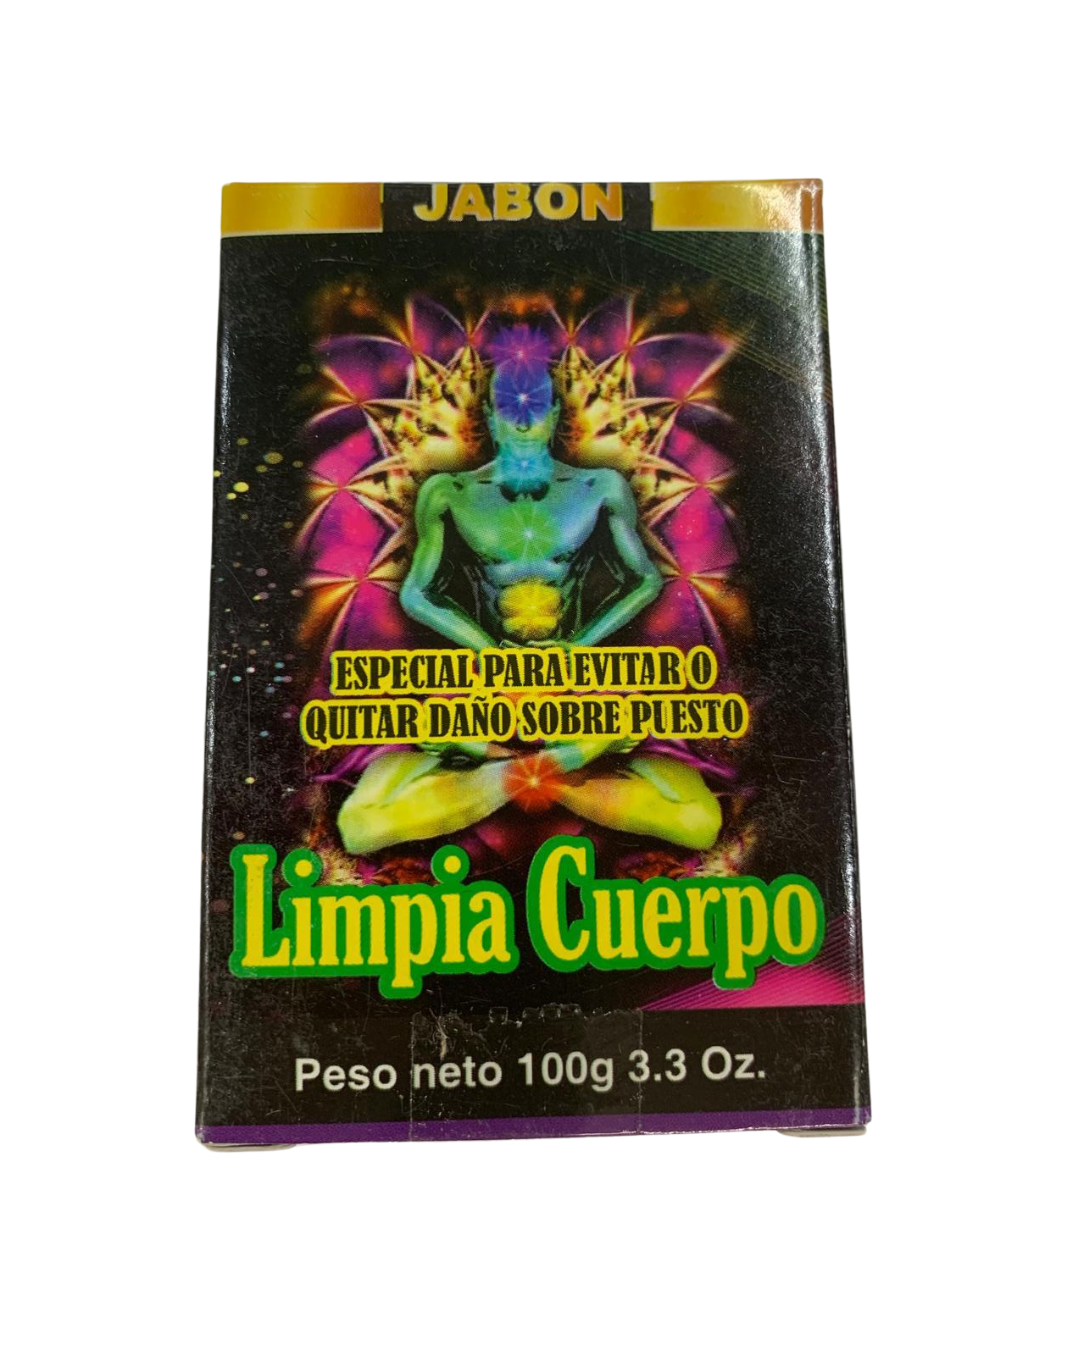 JABON
ESPECIAL PARA EVITAR O
QUITAR DAÑO SOBRE PUESTO
Limpia Cuerpo
Peso neto 100g 3.3 Oz.